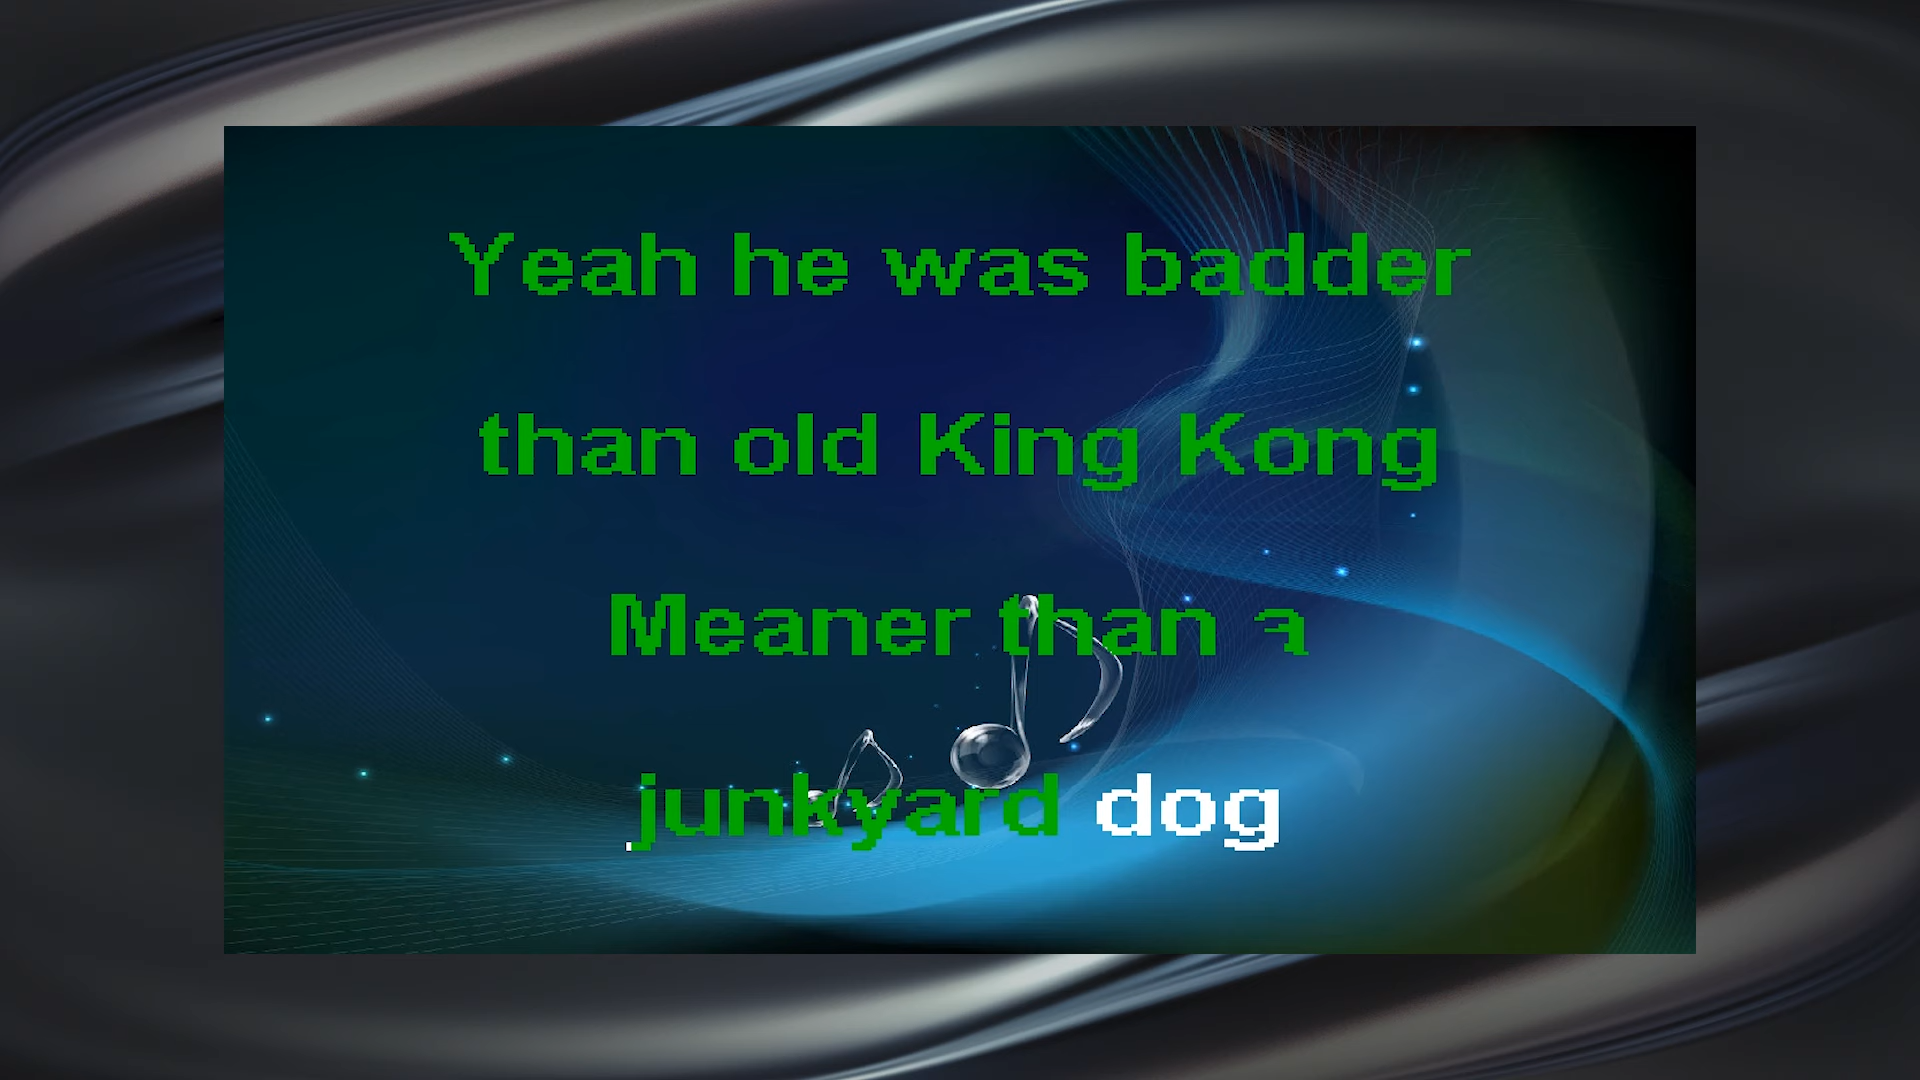 Yeah he was badder
than old King Kong
Meaner than a
junkyard dog